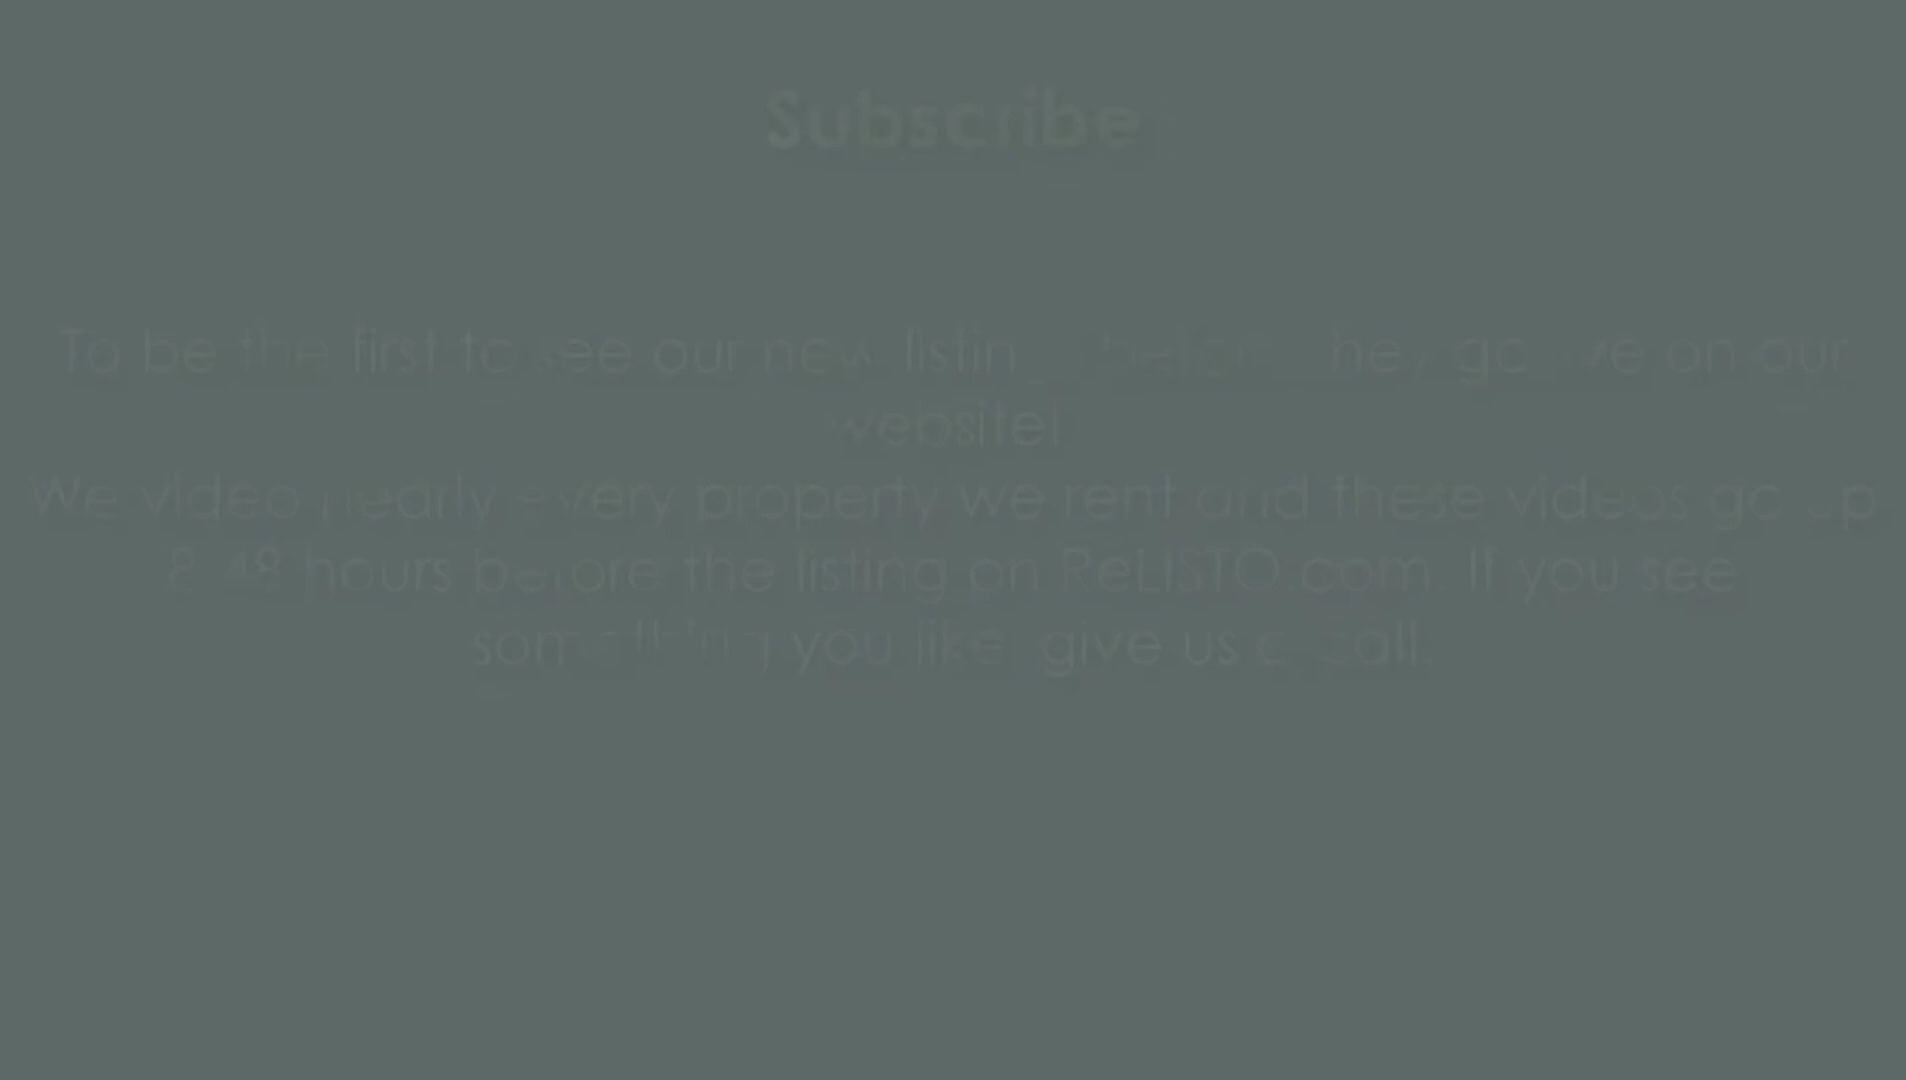 Subscribe
To be the first to see our new listings before they go live on our
website!
We video nearly every property we rent and these videos go up
hours before the listing on ReLISTO.com. If you see
something you like, give us a call.